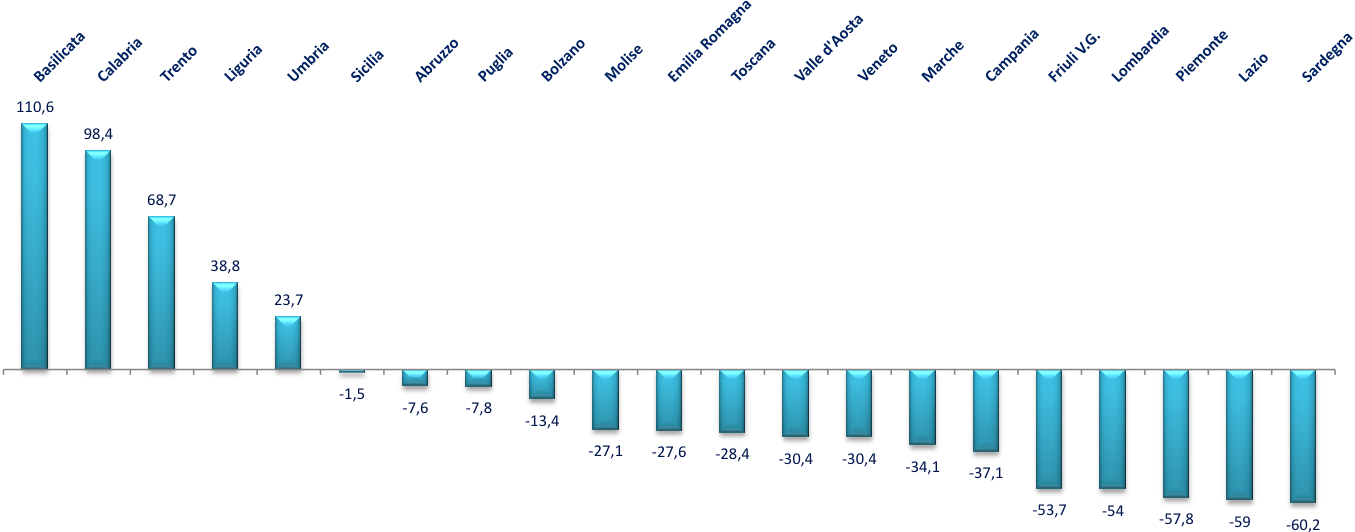 Basilicata
Calabria
Trento
Liguria
Umbria
Sicilia
Abruzzo
Puglia
Bolzano
Molise
Emilia Romagna
Toscana
Valle d'Aosta
Veneto
Marche
Campania
Friuli V.G.
Lombardia
Piemonte
Lazio
Sardegna
110,6
98,4
68,7
38,8
23,7
-1,5
-7,6
-7,8
-13,4
-27,1
-27,6
-28,4
-30,4
-30,4
-34,1
-37,1
-53,7
-54
-57,8
-59
-60,2